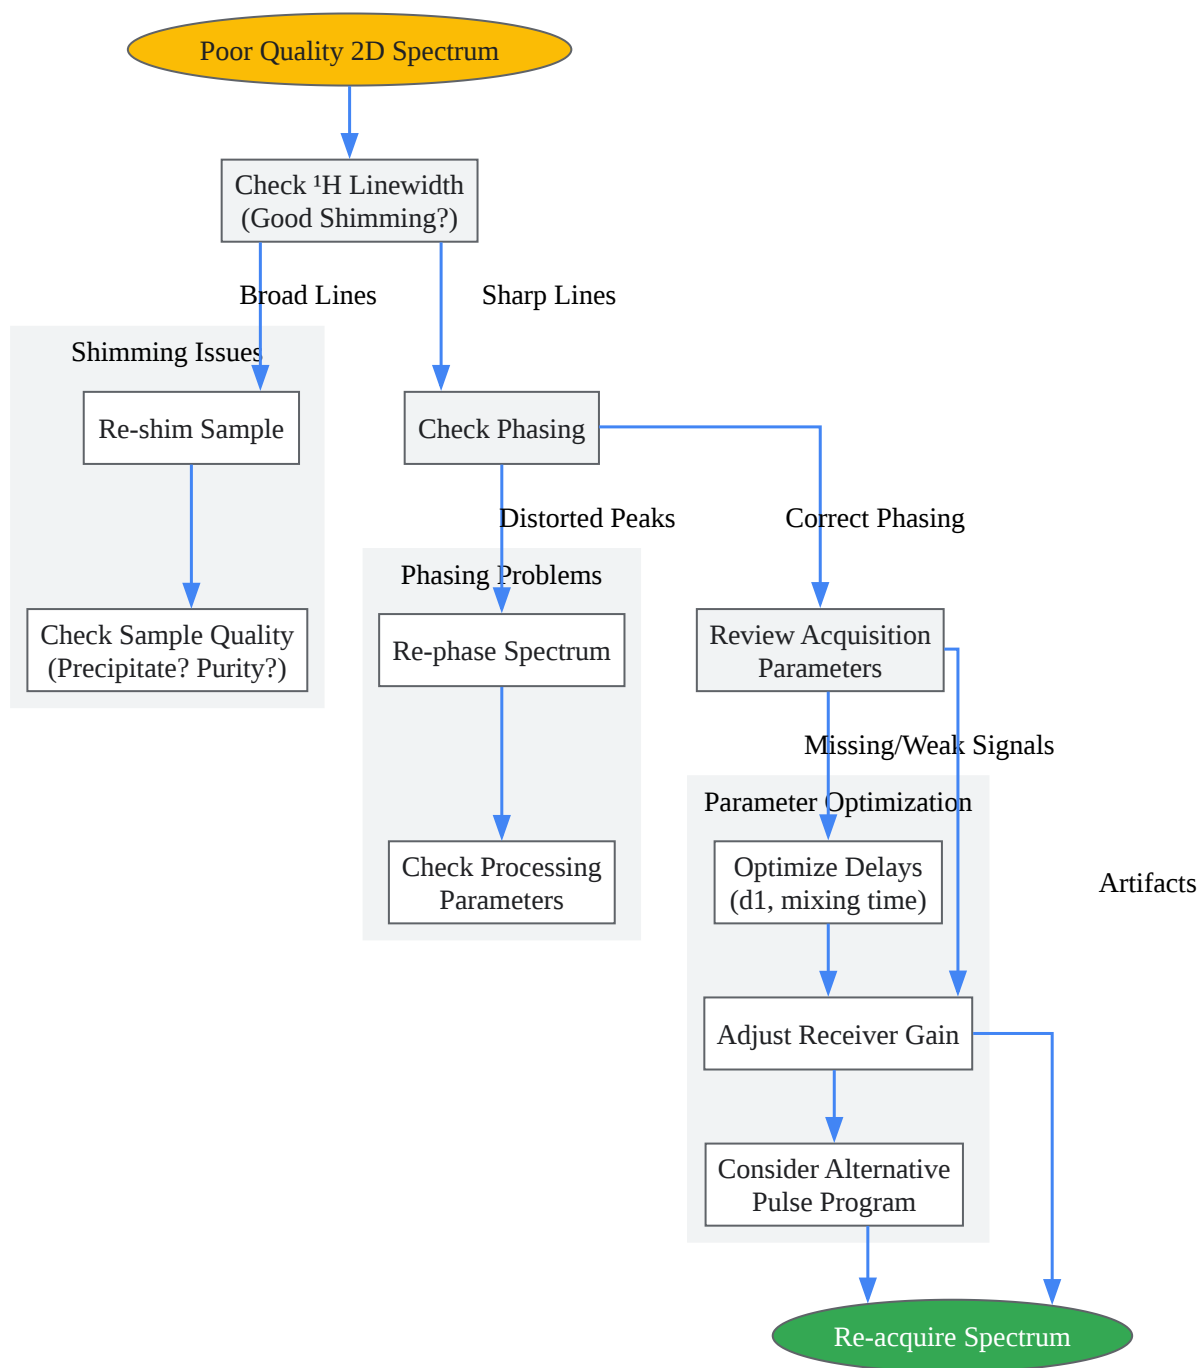 Poor Quality 2D Spectrum
Check ¹H Linewidth
(Good Shimming?)
Broad Lines
Sharp Lines
Shimming Issues
Re-shim Sample
Check Phasing
Distorted Peaks
Correct Phasing
Phasing Problems
Check Sample Quality
(Precipitate? Purity?)
Re-phase Spectrum
Review Acquisition
Parameters
Missing/Weak Signals
Parameter Optimization
Check Processing
Parameters
Optimize Delays
(d1, mixing time)
Artifacts
Adjust Receiver Gain
Consider Alternative
Pulse Program
Re-acquire Spectrum